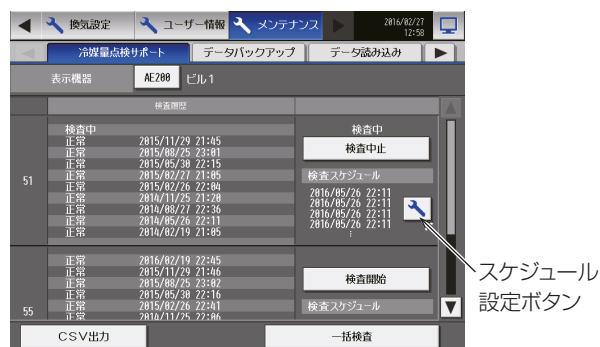 換気設定
ユーザー情報
メンテナンス
2016/02/27
12:58
冷媒量点検サポート
データバックアップ
データ読み込み
表示機器
AE200
ビル1
検査履歴
51
検査中
正常 2015/11/29 21:45
正常 2015/08/25 23:01
正常 2015/05/30 22:15
正常 2015/02/27 21:05
正常 2015/02/26 22:04
正常 2014/11/25 21:20
正常 2014/08/27 22:36
正常 2014/05/26 22:11
正常 2014/02/19 21:05
検査中
検査中止
検査スケジュール
2016/05/26 22:11
2016/05/26 22:11
2016/05/26 22:11
2016/05/26 22:11
⋮
スケジュール
設定ボタン
55
正常 2016/02/19 22:45
正常 2015/11/29 21:46
正常 2015/08/25 23:02
正常 2015/05/30 22:16
正常 2015/02/26 22:41
正常 2014/11/25 22:06
検査開始
検査スケジュール
CSV出力
一括検査